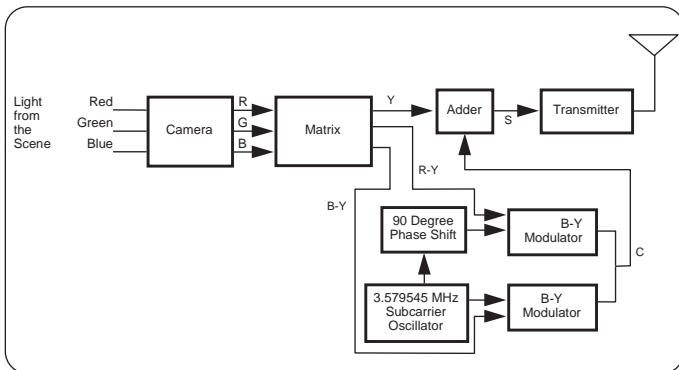 Light
from
the
Scene
Red
Green
Blue
Camera
R
G
B
Matrix
Y
Adder
S
Transmitter
R-Y
B-Y
90 Degree
Phase Shift
B-Y
Modulator
C
3.579545 MHz
Subcarrier
Oscillator
B-Y
Modulator